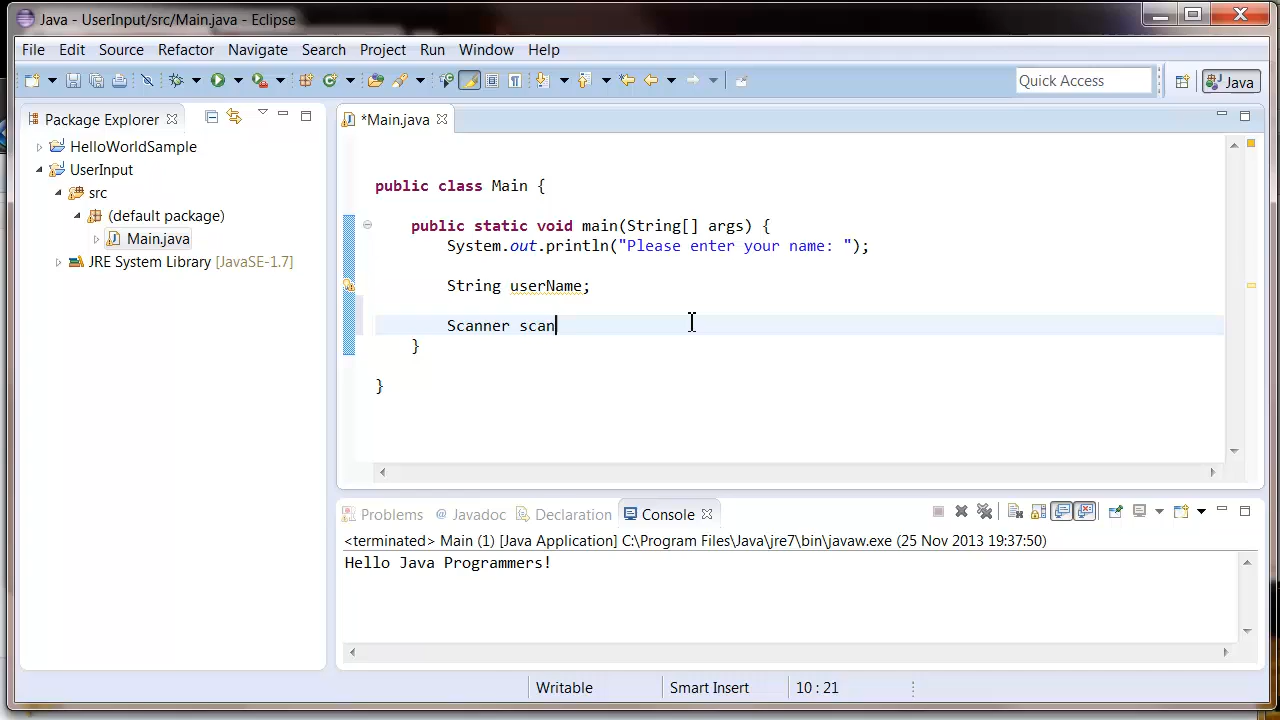 Java - UserInput/src/Main.java - Eclipse
File Edit Source Refactor Navigate Search Project Run Window Help
Quick Access Java
Package Explorer
HelloWorldSample
UserInput
src
(default package)
Main.java
JRE System Library [JavaSE-1.7]
*Main.java
public class Main {
public static void main(String[] args) {
System.out.println("Please enter your name: ");
String userName;
Scanner scan
}
}
Problems @ Javadoc Declaration Console
<terminated> Main (1) [Java Application] C:\Program Files\Java\jre7\bin\javaw.exe (25 Nov 2013 19:37:50)
Hello Java Programmers!
Writable Smart Insert 10 : 21